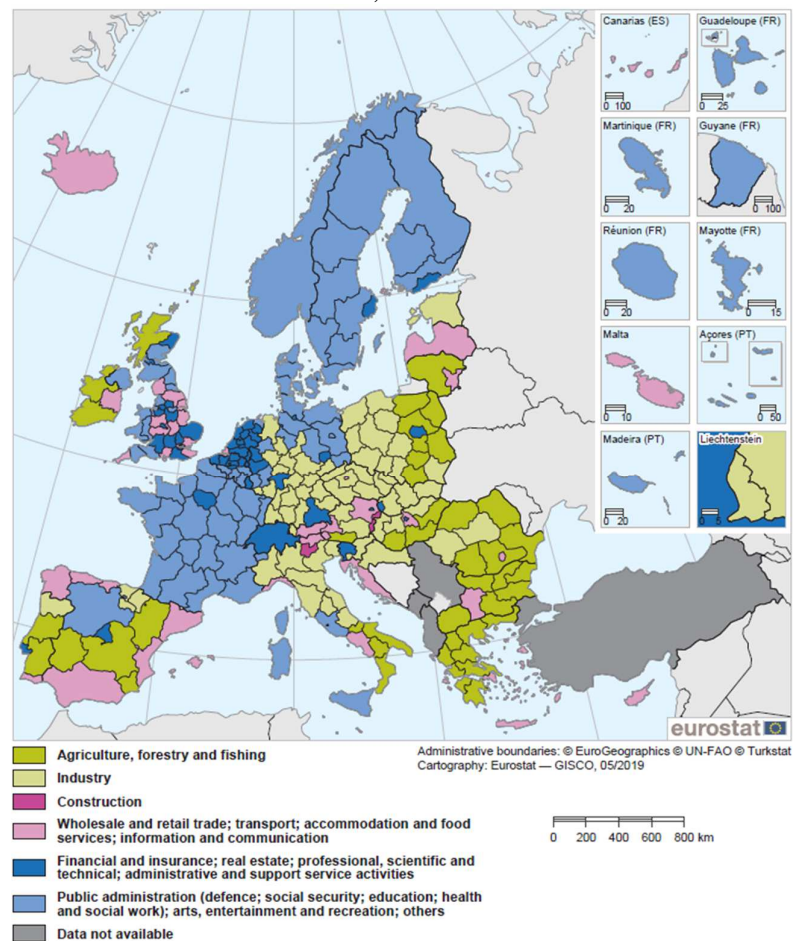 Canarias (ES)
0 100
Guadeloupe (FR)
0 25
Martinique (FR)
0 20
Guyane (FR)
0 100
Réunion (FR)
0 20
Mayotte (FR)
0 15
Malta
0 10
Açores (PT)
0 50
Madeira (PT)
0 20
Liechtenstein
0 5
eurostat
Administrative boundaries: © EuroGeographics © UN-FAO © Turkstat
Cartography: Eurostat — GISCO, 05/2019
Agriculture, forestry and fishing
Industry
Construction
Wholesale and retail trade; transport; accommodation and food
services; information and communication
Financial and insurance; real estate; professional, scientific and
technical; administrative and support service activities
Public administration (defence; social security; education; health
and social work); arts, entertainment and recreation; others
Data not available
0 200 400 600 800 km